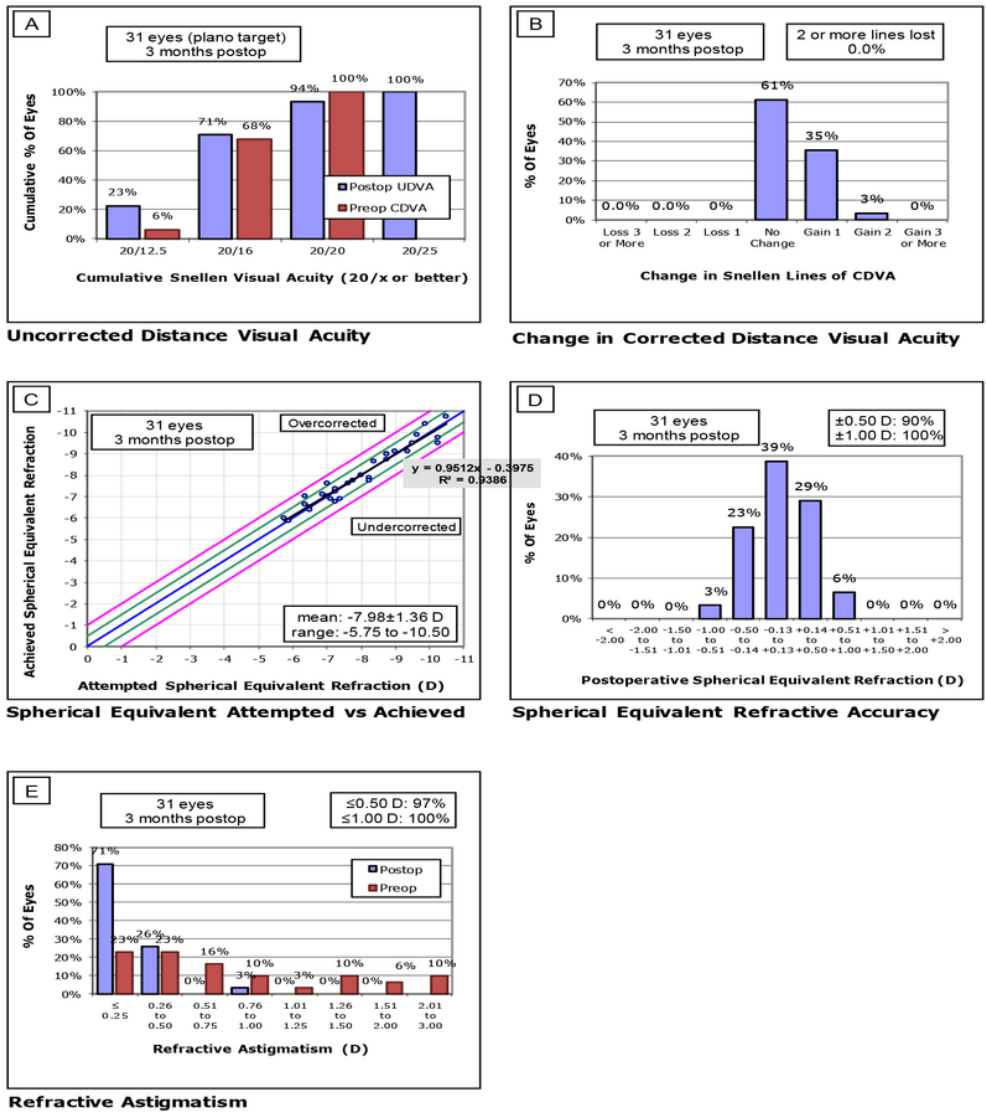 A
31 eyes (plano target)
3 months postop
Cumulative % Of Eyes
100%
80%
60%
40%
20%
0%
23%
6%
71%
68%
94%
100%
100%
Postop UDVA
Preop CDVA
20/12.5 20/16 20/20 20/25
Cumulative Snellen Visual Acuity (20/x or better)
Uncorrected Distance Visual Acuity
B
31 eyes
3 months postop
2 or more lines lost
0.0%
% Of Eyes
70%
60%
50%
40%
30%
20%
10%
0%
0.0% 0.0% 0% 61% 35% 3% 0%
Loss 3 or More
Loss 2
Loss 1
No Change
Gain 1
Gain 2
Gain 3 or More
Change in Snellen Lines of CDVA
Change in Corrected Distance Visual Acuity
C
31 eyes
3 months postop
Overcorrected
y = 0.9512x - 0.3975
R² = 0.9386
Undercorrected
mean: -7.98±1.36 D
range: -5.75 to -10.50
Achieved Spherical Equivalent Refraction
-11
-10
-9
-8
-7
-6
-5
-4
-3
-2
-1
0
0 -1 -2 -3 -4 -5 -6 -7 -8 -9 -10 -11
Attempted Spherical Equivalent Refraction (D)
Spherical Equivalent Attempted vs Achieved
D
31 eyes
3 months postop
±0.50 D: 90%
±1.00 D: 100%
% Of Eyes
40%
30%
20%
10%
0%
0% 0% 0% 3% 23% 39% 29% 6% 0% 0% 0%
< -2.00
-2.00 to -1.51
-1.50 to -1.01
-1.00 to -0.51
-0.50 to -0.14
-0.13 to +0.13
+0.14 to +0.50
+0.51 to +1.00
+1.01 to +1.50
+1.51 to +2.00
> +2.00
Postoperative Spherical Equivalent Refraction (D)
Spherical Equivalent Refractive Accuracy
E
31 eyes
3 months postop
≤0.50 D: 97%
≤1.00 D: 100%
% Of Eyes
80%
70%
60%
50%
40%
30%
20%
10%
0%
71% 23%
26% 23%
0% 16%
3% 10%
0% 3%
0% 10%
0% 6%
10%
Postop
Preop
≤ 0.25
0.26 to 0.50
0.51 to 0.75
0.76 to 1.00
1.01 to 1.25
1.26 to 1.50
1.51 to 2.00
2.01 to 3.00
Refractive Astigmatism (D)
Refractive Astigmatism